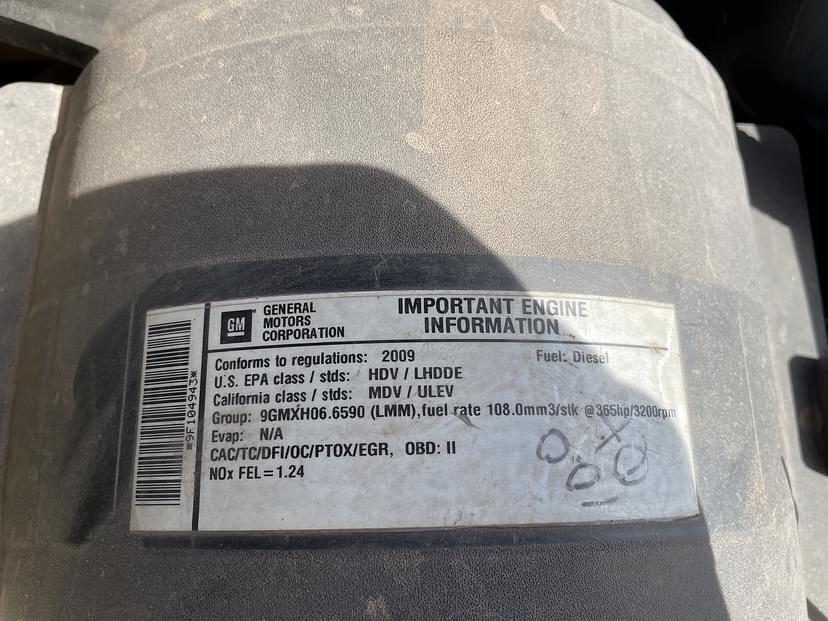 GM
GENERAL
MOTORS
CORPORATION
IMPORTANT ENGINE
INFORMATION
Conforms to regulations: 2009
Fuel: Diesel
U.S. EPA class / stds: HDV / LHDDE
California class / stds: MDV / ULEV
Group: 9GMXH06.6590 (LMM),fuel rate 108.0mm3/stk @365hp/3200rpm
Evap: N/A
CAC/TC/DFI/OC/PTOX/EGR, OBD: II
NOx FEL=1.24
*9F104943*